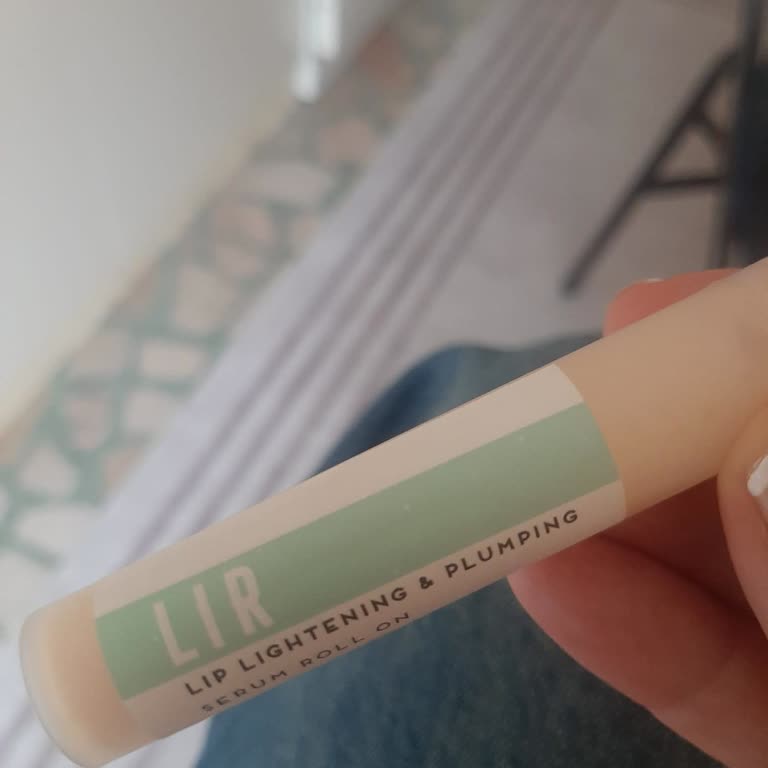 LIR
LIP LIGHTENING & PLUMPING
SERUM ROLL ON